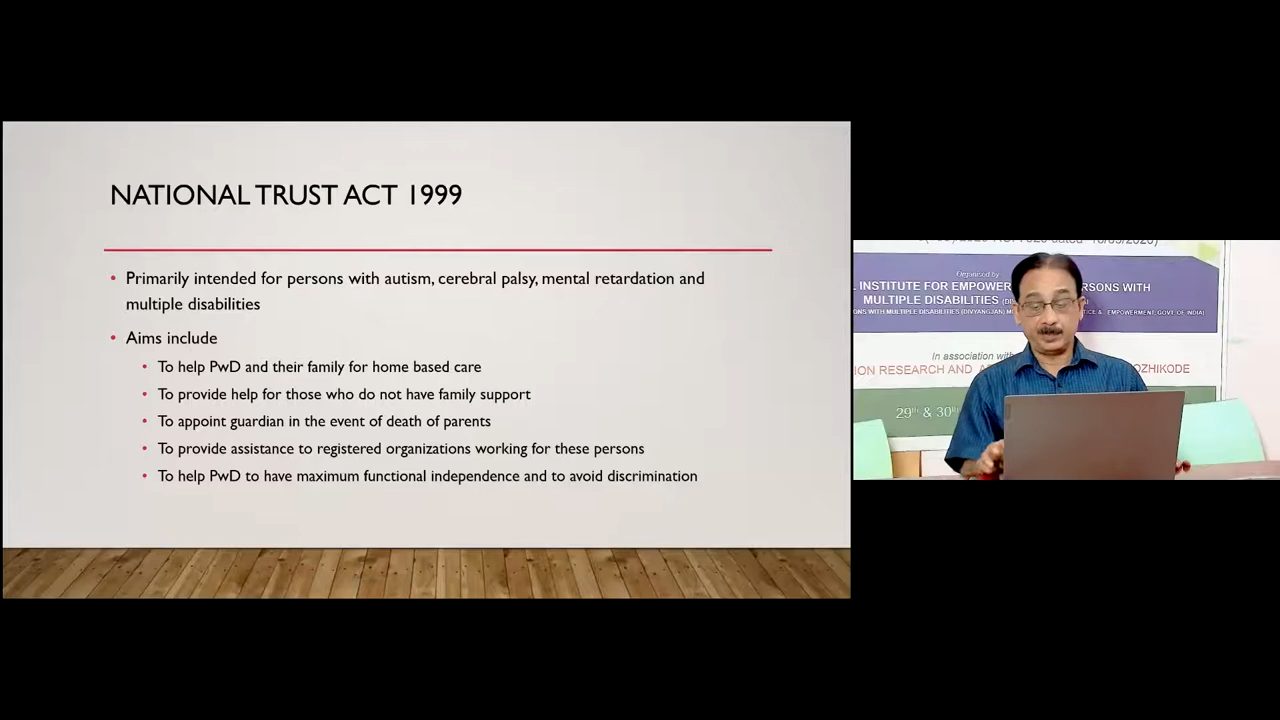 NATIONAL TRUST ACT 1999
• Primarily intended for persons with autism, cerebral palsy, mental retardation and
multiple disabilities
• Aims include
• To help PwD and their family for home based care
• To provide help for those who do not have family support
• To appoint guardian in the event of death of parents
• To provide assistance to registered organizations working for these persons
• To help PwD to have maximum functional independence and to avoid discrimination
Organised by
L INSTITUTE FOR EMPOWER RSONS WITH
MULTIPLE DISABILITIES
ONS WITH MULTIPLE DISABILITIES (DIVYANGJAN) TICE & EMPOWERMENT, GOVT. OF INDIA)
In association with
ION RESEARCH AND OZHIKODE
29th & 30th